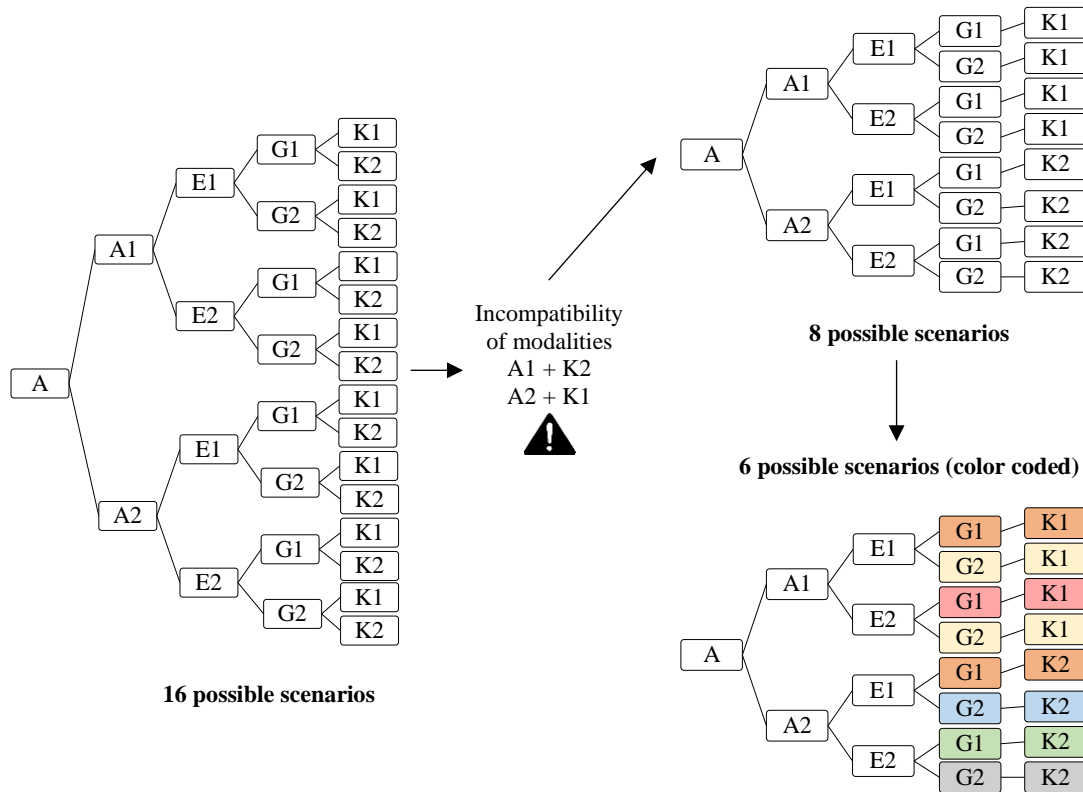 A
A1
A2
E1
E2
E1
E2
G1
G2
G1
G2
G1
G2
G1
G2
K1
K2
K1
K2
K1
K2
K1
K2
K1
K2
K1
K2
K1
K2
K1
K2
16 possible scenarios
Incompatibility
of modalities
A1 + K2
A2 + K1
!
A
A1
A2
E1
E2
E1
E2
G1
G2
G1
G2
G1
G2
G1
G2
K1
K1
K1
K1
K2
K2
K2
K2
8 possible scenarios
6 possible scenarios (color coded)
A
A1
A2
E1
E2
E1
E2
G1
G2
G1
G2
G1
G2
G1
G2
K1
K1
K1
K1
K2
K2
K2
K2